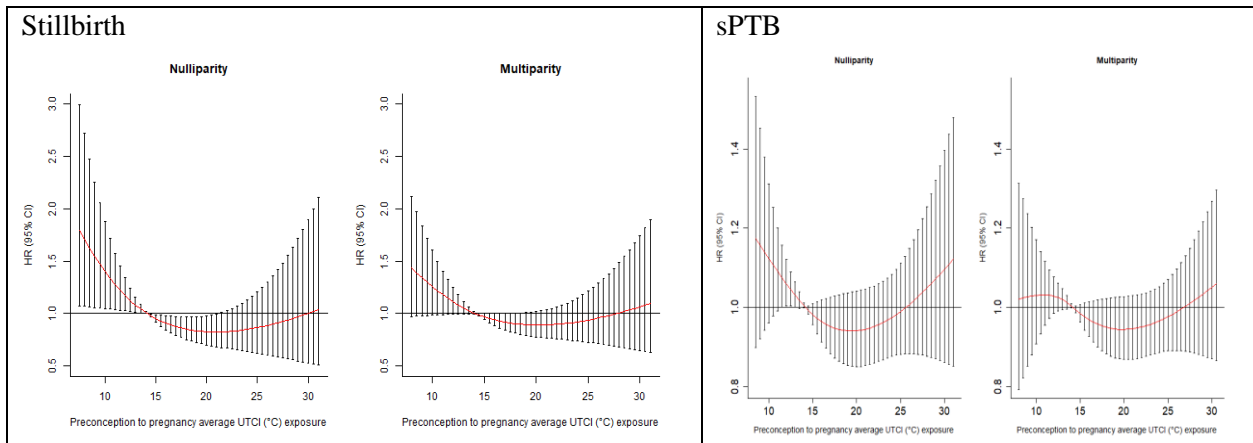 Stillbirth
Nulliparity
HR (95% CI)
3.0
2.5
2.0
1.5
1.0
0.5
10 15 20 25 30
Preconception to pregnancy average UTCI (°C) exposure
Multiparity
HR (95% CI)
3.0
2.5
2.0
1.5
1.0
0.5
10 15 20 25 30
Preconception to pregnancy average UTCI (°C) exposure
sPTB
Nulliparity
HR (95% CI)
1.4
1.2
1.0
0.8
10 15 20 25 30
Preconception to pregnancy average UTCI (°C) exposure
Multiparity
HR (95% CI)
1.4
1.2
1.0
0.8
10 15 20 25 30
Preconception to pregnancy average UTCI (°C) exposure